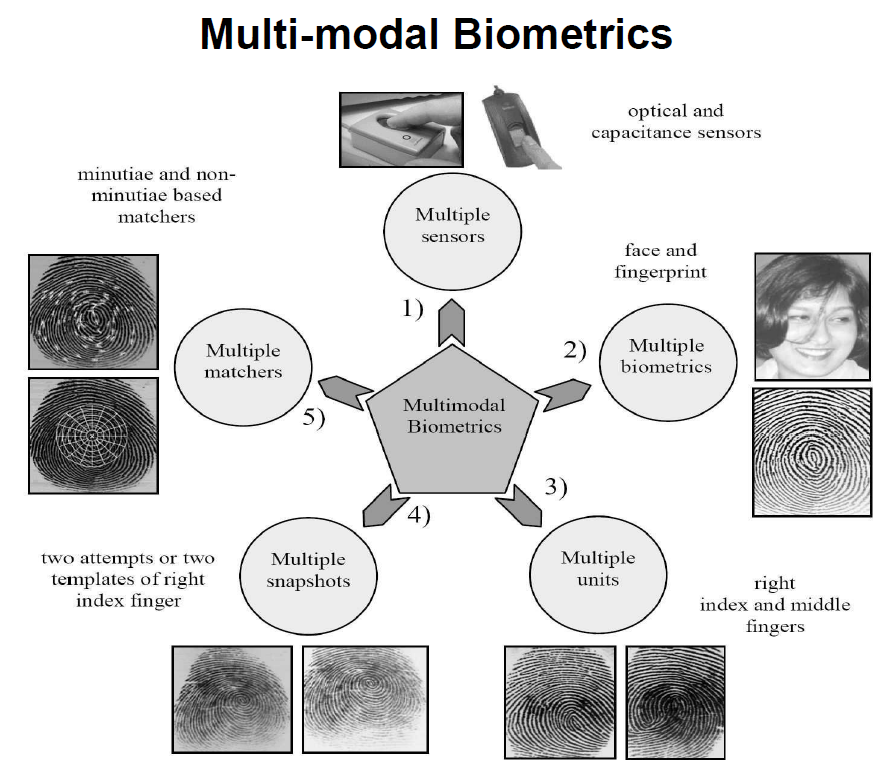 Multi-modal Biometrics
optical and
capacitance sensors
minutiae and non-
minutiae based
matchers
Multiple
sensors
1)
face and
fingerprint
2)
Multiple
biometrics
Multiple
matchers
5)
Multimodal
Biometrics
3)
4)
two attempts or two
templates of right
index finger
Multiple
snapshots
Multiple
units
right
index and middle
fingers